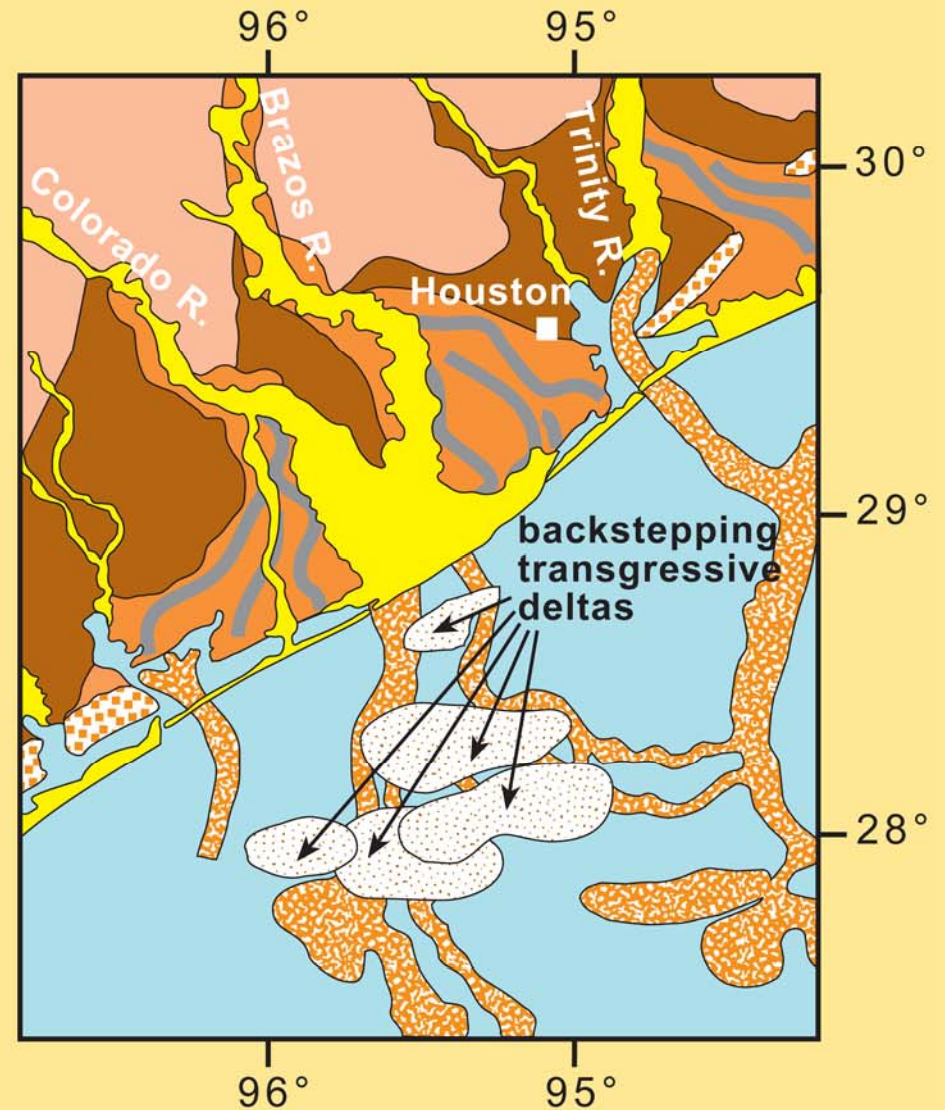 96°
95°
Brazos R.
Trinity R.
30°
Colorado R.
Houston
29°
backstepping
transgressive
deltas
28°
96°
95°